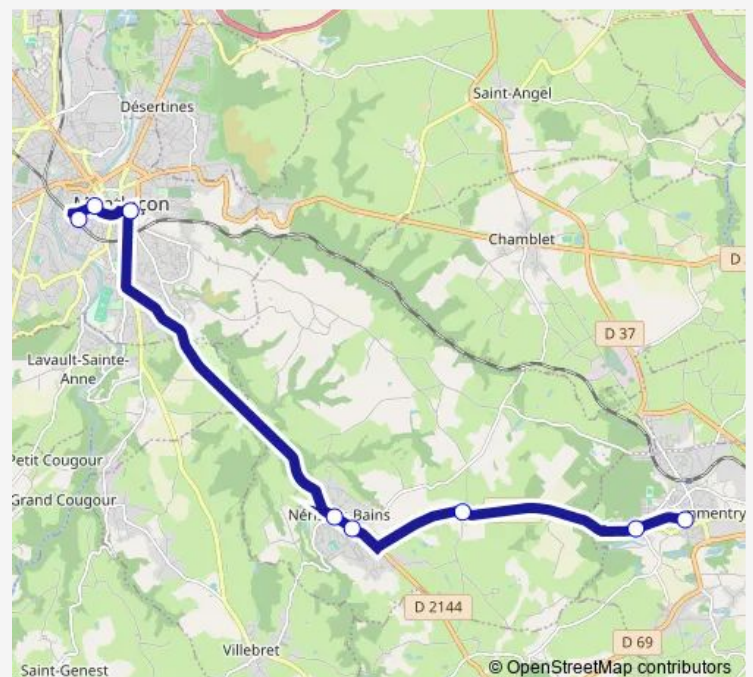 Désertines
Saint-Angel
Chamblet
D
D 37
Lavault-Sainte-
Anne
Petit Cougour
Grand Cougour
Bains
mmentry
D 2144
Villebret
D 69
Saint-Genest
© OpenStreetMap contributors